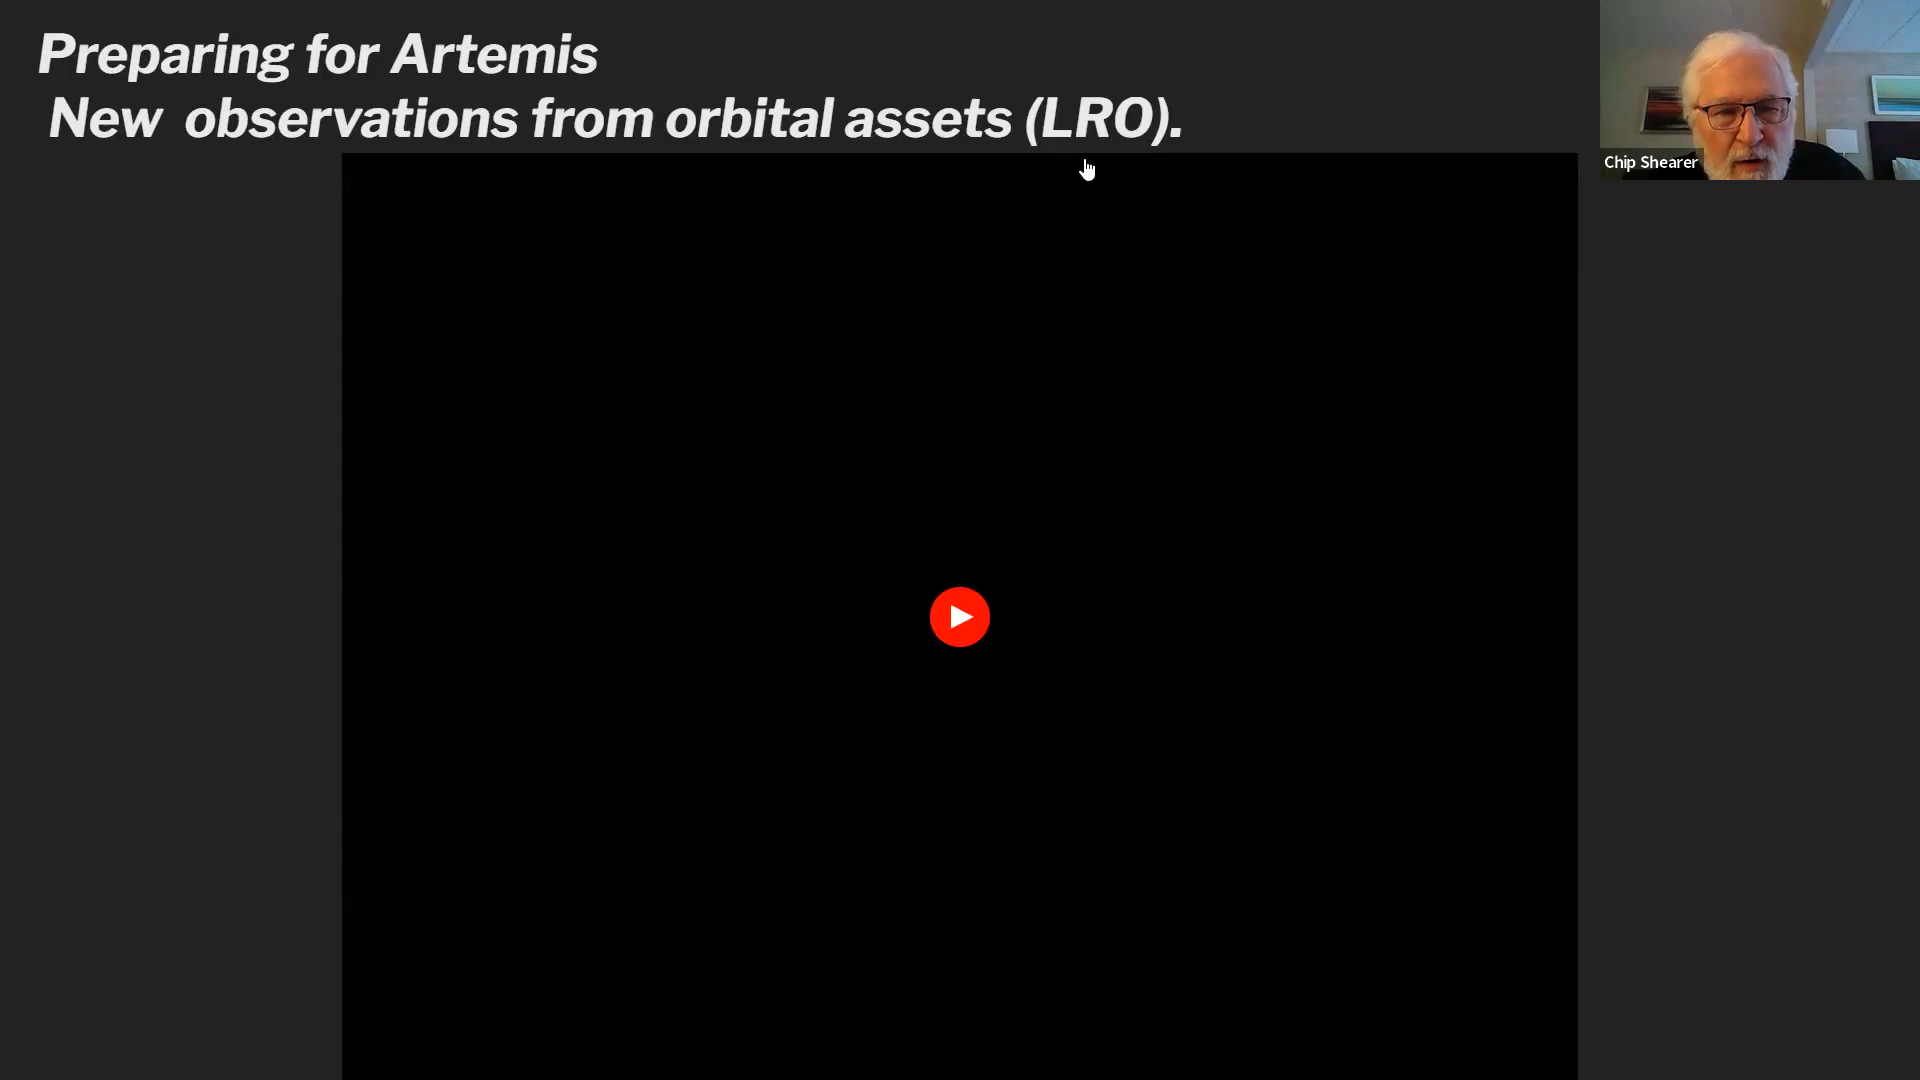 Preparing for Artemis
New observations from orbital assets (LRO).
Chip Shearer